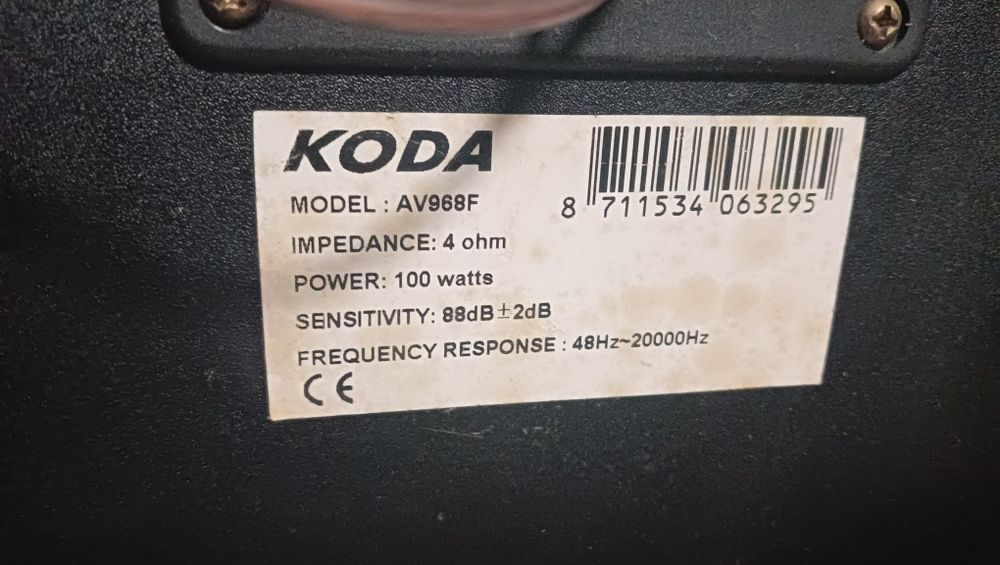 KODA
MODEL : AV968F
IMPEDANCE: 4 ohm
POWER: 100 watts
SENSITIVITY: 88dB±2dB
FREQUENCY RESPONSE : 48Hz~20000Hz
CE
8 711534 063295